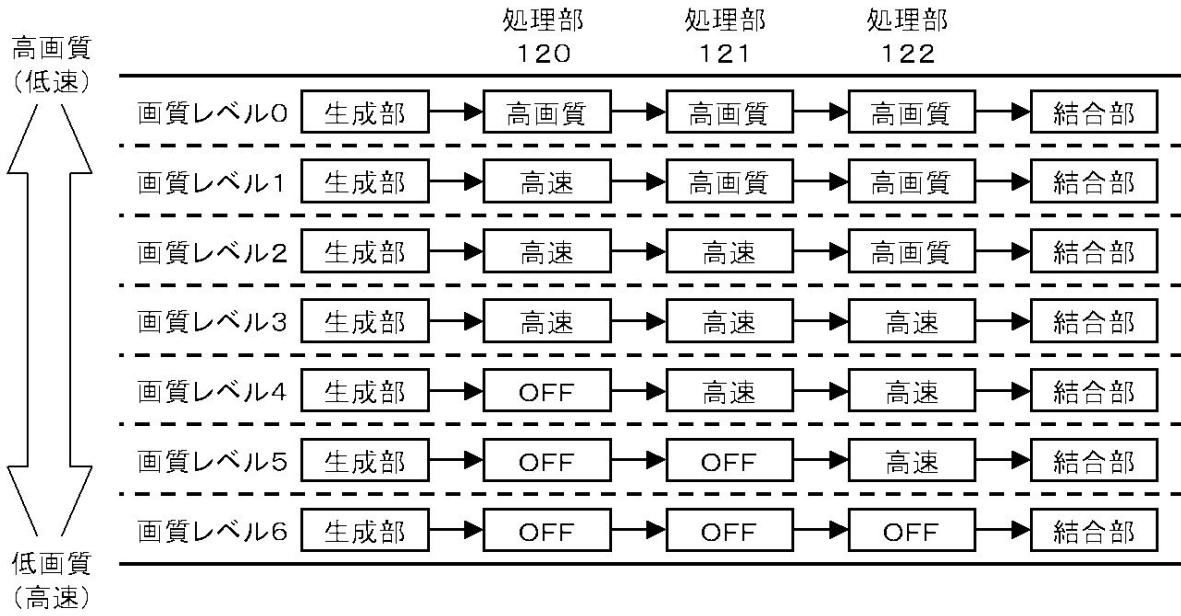 処理部 処理部 処理部
120 121 122
高画質
(低速)
画質レベル0 生成部 高画質 高画質 高画質 結合部
画質レベル1 生成部 高速 高画質 高画質 結合部
画質レベル2 生成部 高速 高速 高画質 結合部
画質レベル3 生成部 高速 高速 高速 結合部
画質レベル4 生成部 OFF 高速 高速 結合部
画質レベル5 生成部 OFF OFF 高速 結合部
画質レベル6 生成部 OFF OFF OFF 結合部
低画質
(高速)